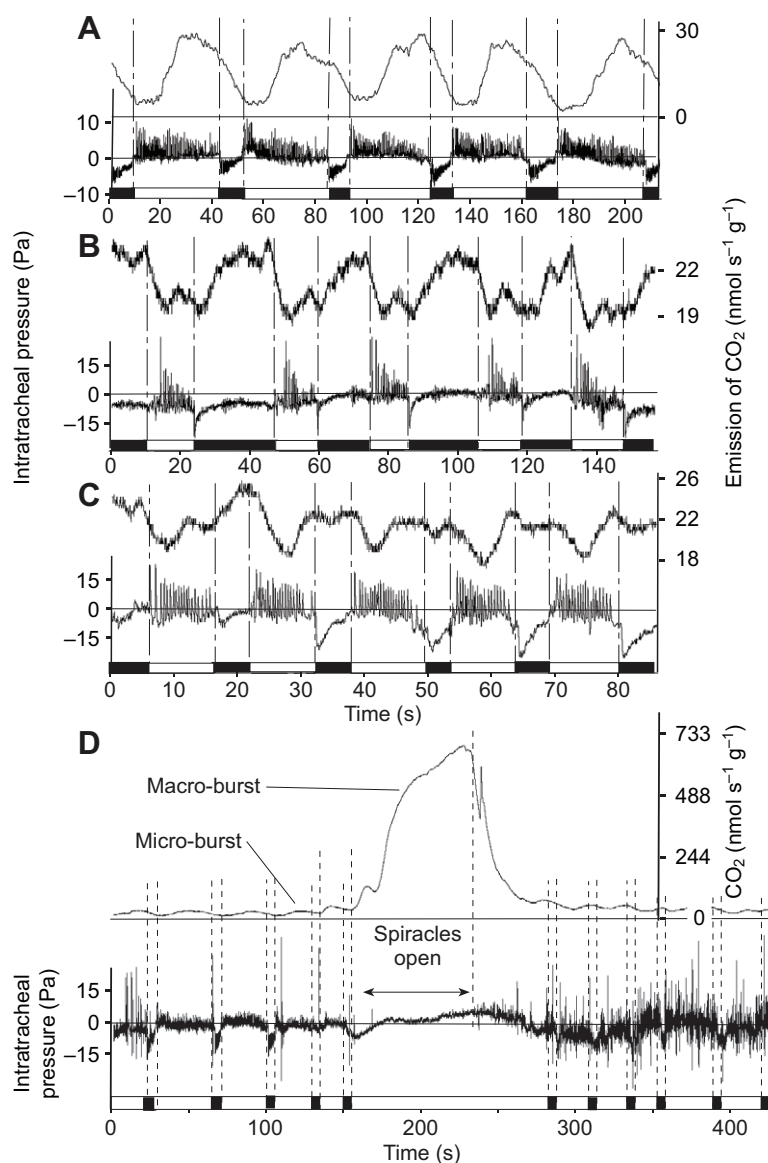 A
30
0
10
0
–10
0 20 40 60 80 100 120 140 160 180 200
B
22
19
15
0
–15
0 20 40 60 80 100 120 140
Intratracheal pressure (Pa)
Emission of CO2 (nmol s–1 g–1)
C
26
22
18
15
0
–15
0 10 20 30 40 50 60 70 80
Time (s)
D
733
488
244
0
CO2 (nmol s–1 g–1)
Macro-burst
Micro-burst
Spiracles
open
15
0
–15
Intratracheal
pressure (Pa)
0 100 200 300 400
Time (s)